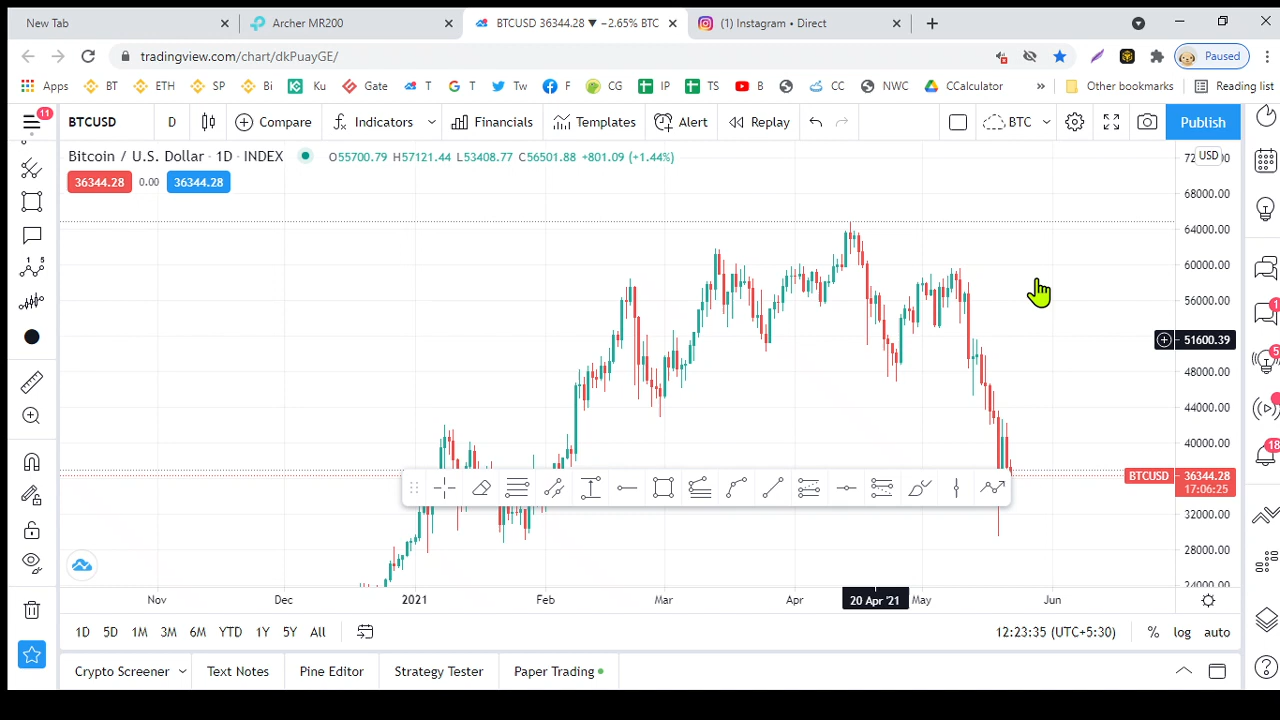 New Tab
Archer MR200
BTCUSD 36344.28 ▼ −2.65% BTC
(1) Instagram • Direct
tradingview.com/chart/dkPuayGE/
Paused
Apps
BT
ETH
SP
Bi
Ku
Gáte
T
T
Tw
F
CG
IP
TS
B
CC
NWC
CCalculator
»
Other bookmarks
Reading list
11
BTCUSD
D
Compare
Indicators
Financials
Templates
Alert
Replay
BTC
Publish
Bitcoin / U.S. Dollar · 1D · INDEX
O55700.79 H57121.44 L53408.77 C56501.88 +801.09 (+1.44%)
USD
36344.28
0.00
36344.28
68000.00
64000.00
60000.00
56000.00
51600.39
48000.00
44000.00
40000.00
BTCUSD
36344.28
17:06:25
32000.00
28000.00
24000.00
1
5
18
Nov
Dec
2021
Feb
Mar
Apr
20 Apr '21
May
Jun
1D
5D
1M
3M
6M
YTD
1Y
5Y
All
12:23:35 (UTC+5:30)
%
log
auto
Crypto Screener
Text Notes
Pine Editor
Strategy Tester
Paper Trading